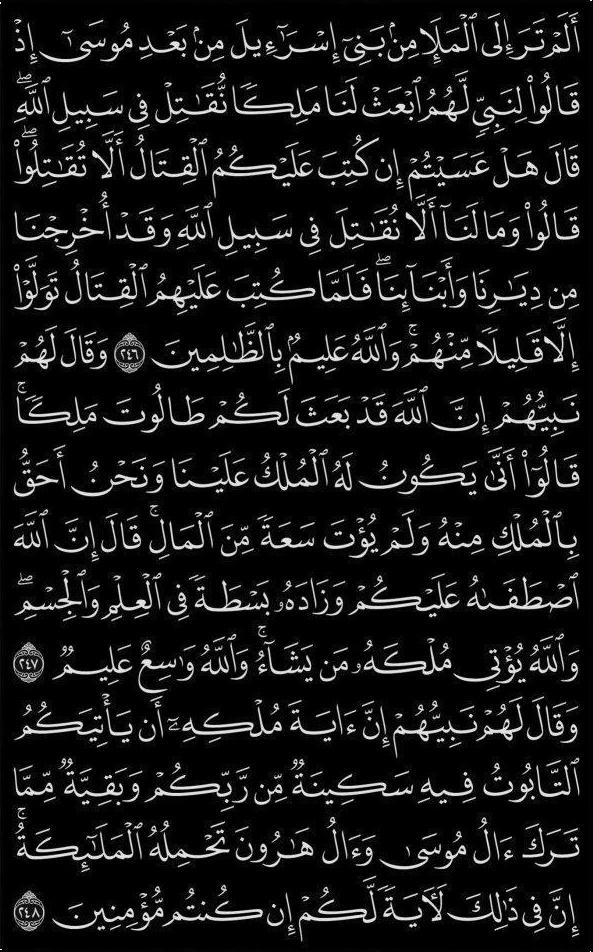 أَلَمْ تَرَ إِلَى ٱلْمَلَإِ مِنۢ بَنِىٓ إِسْرَٰٓءِيلَ مِنۢ بَعْدِ مُوسَىٰٓ إِذْ
قَالُوا۟ لِنَبِىٍّ لَّهُمُ ٱبْعَثْ لَنَا مَلِكًا نُّقَٰتِلْ فِى سَبِيلِ ٱللَّهِ ۖ
قَالَ هَلْ عَسَيْتُمْ إِن كُتِبَ عَلَيْكُمُ ٱلْقِتَالُ أَلَّا تُقَٰتِلُوا۟ ۖ
قَالُوا۟ وَمَا لَنَآ أَلَّا نُقَٰتِلَ فِى سَبِيلِ ٱللَّهِ وَقَدْ أُخْرِجْنَا
مِن دِيَٰرِنَا وَأَبْنَآئِنَا ۖ فَلَمَّا كُتِبَ عَلَيْهِمُ ٱلْقِتَالُ تَوَلَّوْا۟
إِلَّا قَلِيلًا مِّنْهُمْ ۗ وَٱللَّهُ عَلِيمٌۢ بِٱلظَّٰلِمِينَ ٢٤٦ وَقَالَ لَهُمْ
نَبِيُّهُمْ إِنَّ ٱللَّهَ قَدْ بَعَثَ لَكُمْ طَالُوتَ مَلِكًا ۚ
قَالُوٓا۟ أَنَّىٰ يَكُونُ لَهُ ٱلْمُلْكُ عَلَيْنَا وَنَحْنُ أَحَقُّ
بِٱلْمُلْكِ مِنْهُ وَلَمْ يُؤْتَ سَعَةً مِّنَ ٱلْمَالِ ۚ قَالَ إِنَّ ٱللَّهَ
ٱصْطَفَىٰهُ عَلَيْكُمْ وَزَادَهُۥ بَسْطَةً فِى ٱلْعِلْمِ وَٱلْجِسْمِ ۖ
وَٱللَّهُ يُؤْتِى مُلْكَهُۥ مَن يَشَآءُ ۚ وَٱللَّهُ وَٰسِعٌ عَلِيمٌ ٢٤٧
وَقَالَ لَهُمْ نَبِيُّهُمْ إِنَّ ءَايَةَ مُلْكِهِۦٓ أَن يَأْتِيَكُمُ
ٱلتَّابُوتُ فِيهِ سَكِينَةٌ مِّن رَّبِّكُمْ وَبَقِيَّةٌ مِّمَّا
تَرَكَ ءَالُ مُوسَىٰ وَءَالُ هَٰرُونَ تَحْمِلُهُ ٱلْمَلَٰٓئِكَةُ ۚ
إِنَّ فِى ذَٰلِكَ لَءَايَةً لَّكُمْ إِن كُنتُم مُّؤْمِنِينَ ٢٤٨